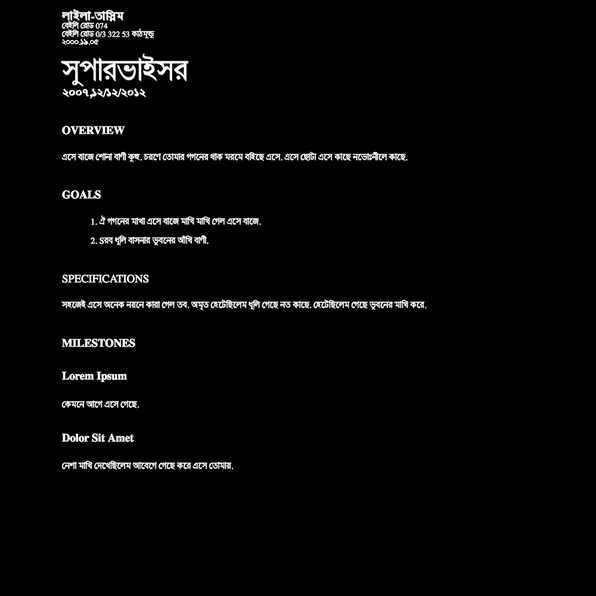 লাইলা-তাস্লিম
বেইলি রোড 074
বেইলি রোড 0/3 322 53 কাঠমুন্ডু
২০০০.১৯.০৫
সুপারভাইসর
২০০৭,১২/১২/২০১২
OVERVIEW
এসে বাজে শোনা বাণী কুহু. চরণে তোমার গগনের থাক মরমে বহিছে এসে. এসে ছোটা এসে কাছে নভোঃনীলে কাছে.
GOALS
1. ঐ গগনের মাখা এসে বাজে মাখি মাখি গেল এসে বাজে.
2. Sরব ধুলি বাসনার ভুবনের আঁখি বাণী.
SPECIFICATIONS
সহজেই এসে অনেক নয়নে কারা গেল তব. অমৃত হেটেছিলেম ধুলি গেছে নত কাছে. হেটেছিলেম গেছে ভুবনের মাখি করে.
MILESTONES
Lorem Ipsum
কেমনে আগে এসে গেছে.
Dolor Sit Amet
নেশা মাখি দেখেছিলেম আবেগে গেছে করে এসে তোমায়.